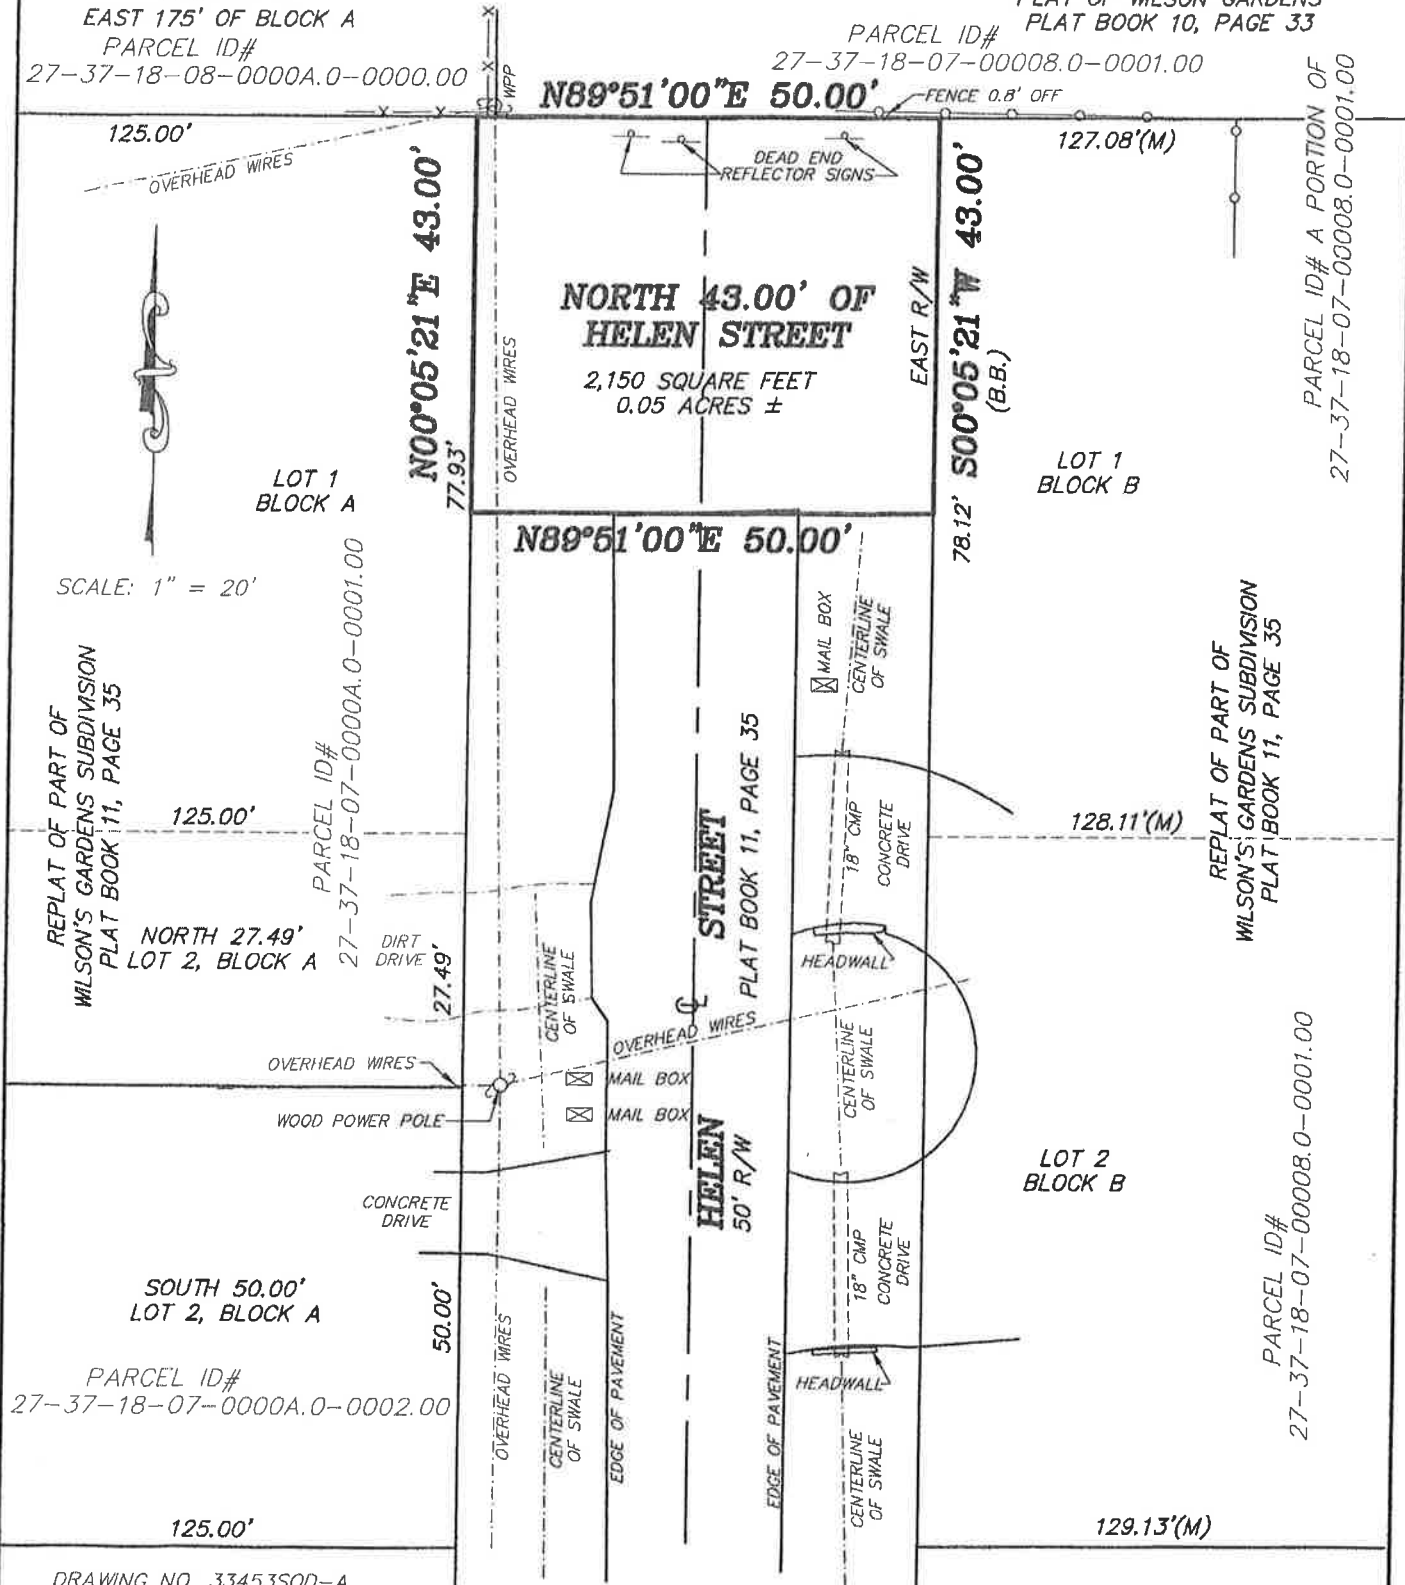 EAST 175' OF BLOCK A
PARCEL ID#
27-37-18-08-0000A.0-0000.00
WPP
PLAT OF WILSON GARDENS
PLAT BOOK 10, PAGE 33
PARCEL ID#
27-37-18-07-00008.0-0001.00
N89°51'00"E 50.00'
FENCE 0.8' OFF
125.00'
OVERHEAD WIRES
127.08'(M)
DEAD END
REFLECTOR SIGNS
PARCEL ID# A PORTION OF
27-37-18-07-00008.0-0001.00
N00°05'21"E 43.00'
77.93'
OVERHEAD WIRES
NORTH 43.00' OF
HELEN STREET
2,150 SQUARE FEET
0.05 ACRES ±
EAST R/W
S00°05'21"W 43.00'
(B.B.)
78.12'
LOT 1
BLOCK A
LOT 1
BLOCK B
N89°51'00"E 50.00'
SCALE: 1" = 20'
REPLAT OF PART OF
WILSON'S GARDENS SUBDIVISION
PLAT BOOK 11, PAGE 35
PARCEL ID#
27-37-18-07-0000A.0-0001.00
MAIL BOX
CENTERLINE
OF SWALE
REPLAT OF PART OF
WILSON'S GARDENS SUBDIVISION
PLAT BOOK 11, PAGE 35
125.00'
128.11'(M)
18" CMP
CONCRETE
DRIVE
HELEN STREET
50' R/W
PLAT BOOK 11, PAGE 35
NORTH 27.49'
LOT 2, BLOCK A
DIRT
DRIVE
27.49'
CENTERLINE
OF SWALE
HEADWALL
OVERHEAD WIRES
OVERHEAD WIRES
CENTERLINE
OF SWALE
MAIL BOX
MAIL BOX
WOOD POWER POLE
LOT 2
BLOCK B
PARCEL ID#
27-37-18-07-00008.0-0001.00
CONCRETE
DRIVE
18" CMP
CONCRETE
DRIVE
SOUTH 50.00'
LOT 2, BLOCK A
50.00'
PARCEL ID#
27-37-18-07-0000A.0-0002.00
OVERHEAD WIRES
CENTERLINE
OF SWALE
EDGE OF PAVEMENT
EDGE OF PAVEMENT
HEADWALL
CENTERLINE
OF SWALE
125.00'
129.13'(M)
DRAWING NO. 33453SOD-A